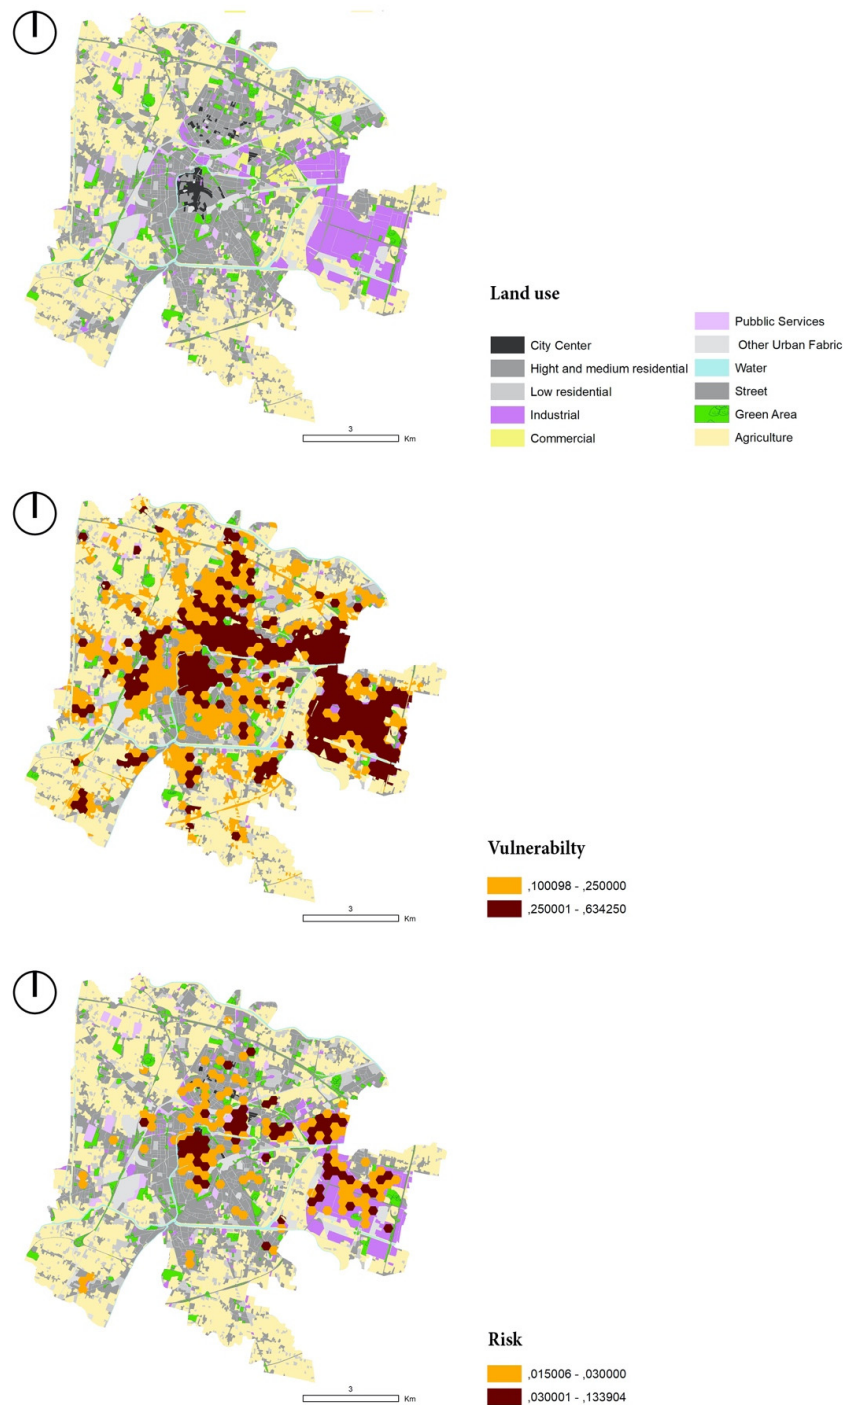 Land use
City Center
Hight and medium residential
Low residential
Industrial
Commercial
Pubblic Services
Other Urban Fabric
Water
Street
Green Area
Agriculture
3
Km
Vulnerabilty
,100098 - ,250000
,250001 - ,634250
3
Km
Risk
,015006 - ,030000
,030001 - ,133904
3
Km